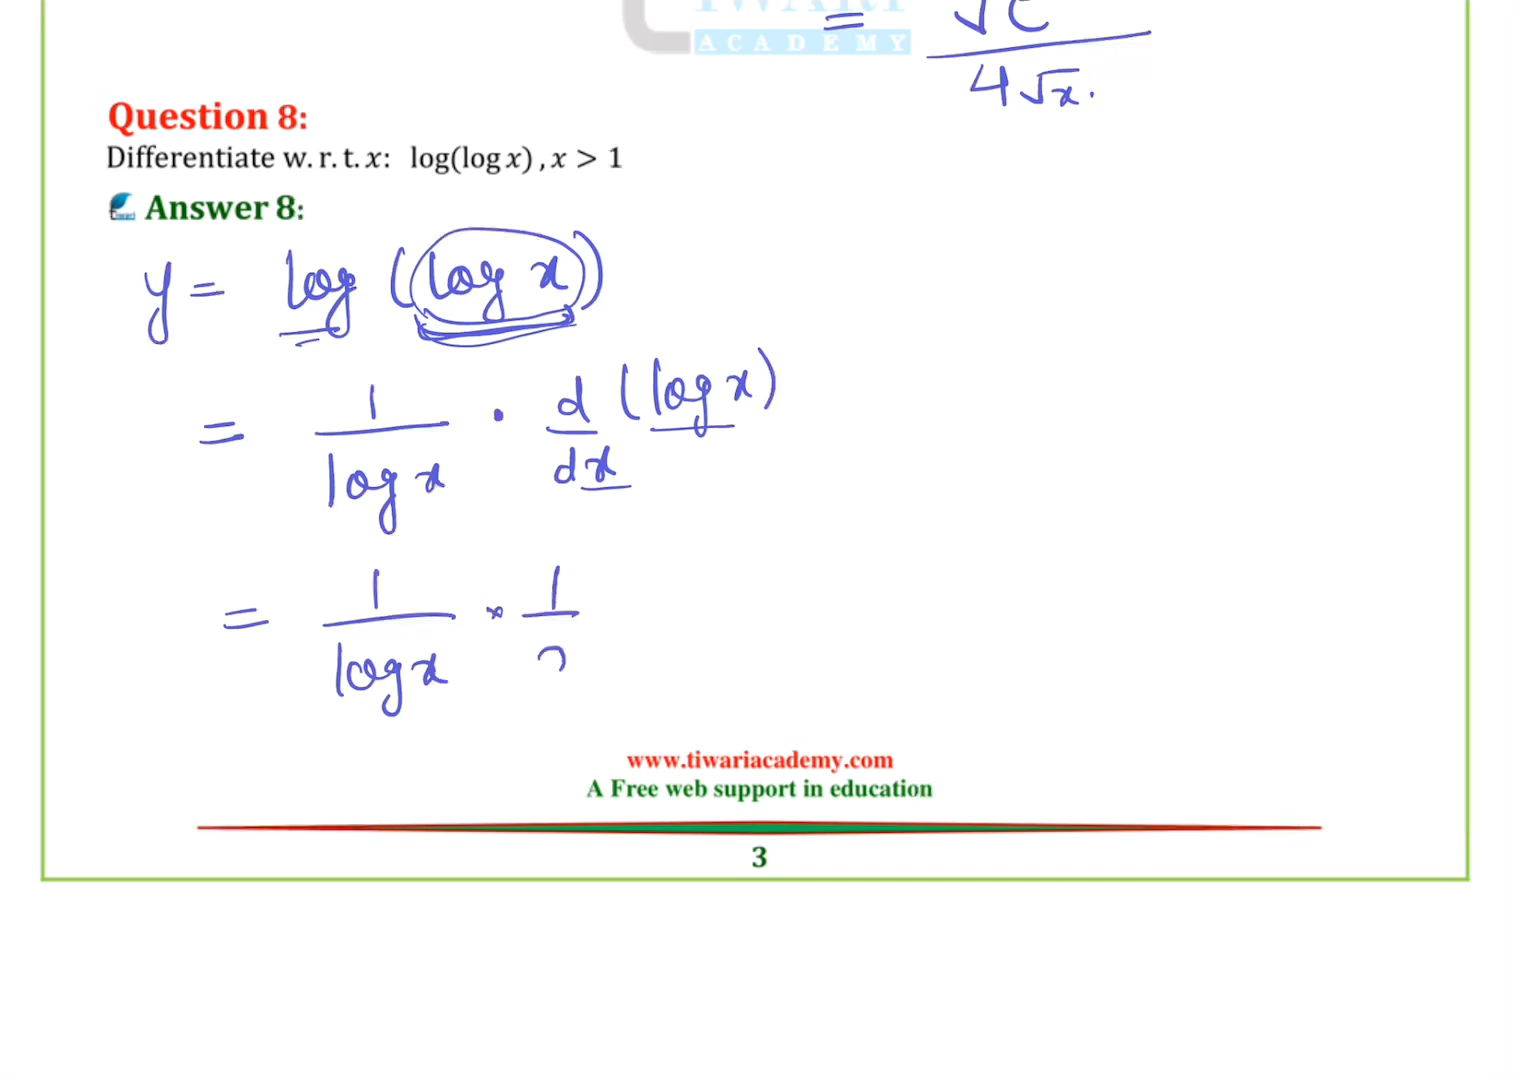 ACADEMY
= √
4√x.
Question 8:
Differentiate w. r. t. x: log(log x) , x > 1
Answer 8:
y = log (log x)
= 1/log x · d/dx (log x)
= 1/log x × 1/
www.tiwariacademy.com
A Free web support in education
3